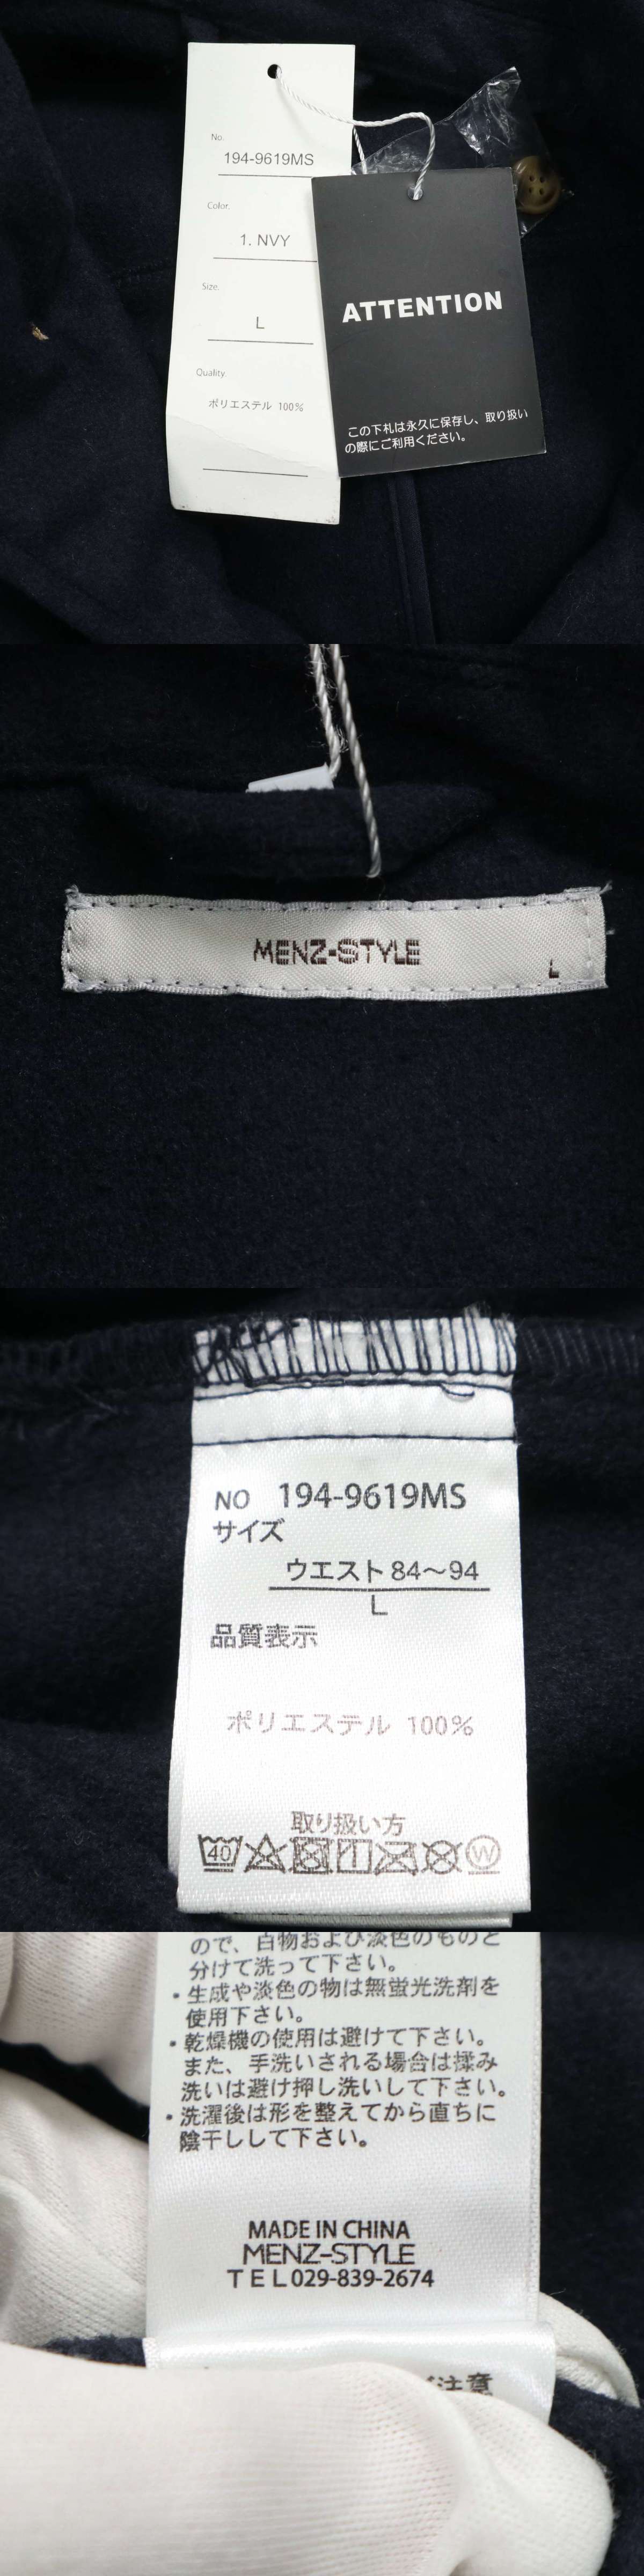 No.
194-9619MS
Color.
1. NVY
Size.
L
Quality.
ポリエステル 100%
ATTENTION
この下札は永久に保存し、取り扱い
の際にご利用ください。
MENZ-STYLE
L
NO 194-9619MS
サイズ
ウエスト84～94
L
品質表示
ポリエステル 100%
取り扱い方
40
W
ので、白物および淡色のものと
分けて洗って下さい。
・生成や淡色の物は無蛍光洗剤を
使用下さい。
・乾燥機の使用は避けて下さい。
また、手洗いされる場合は揉み
洗いは避け押し洗いして下さい。
・洗濯後は形を整えてから直ちに
陰干しして下さい。
MADE IN CHINA
MENZ-STYLE
TEL029-839-2674
注意